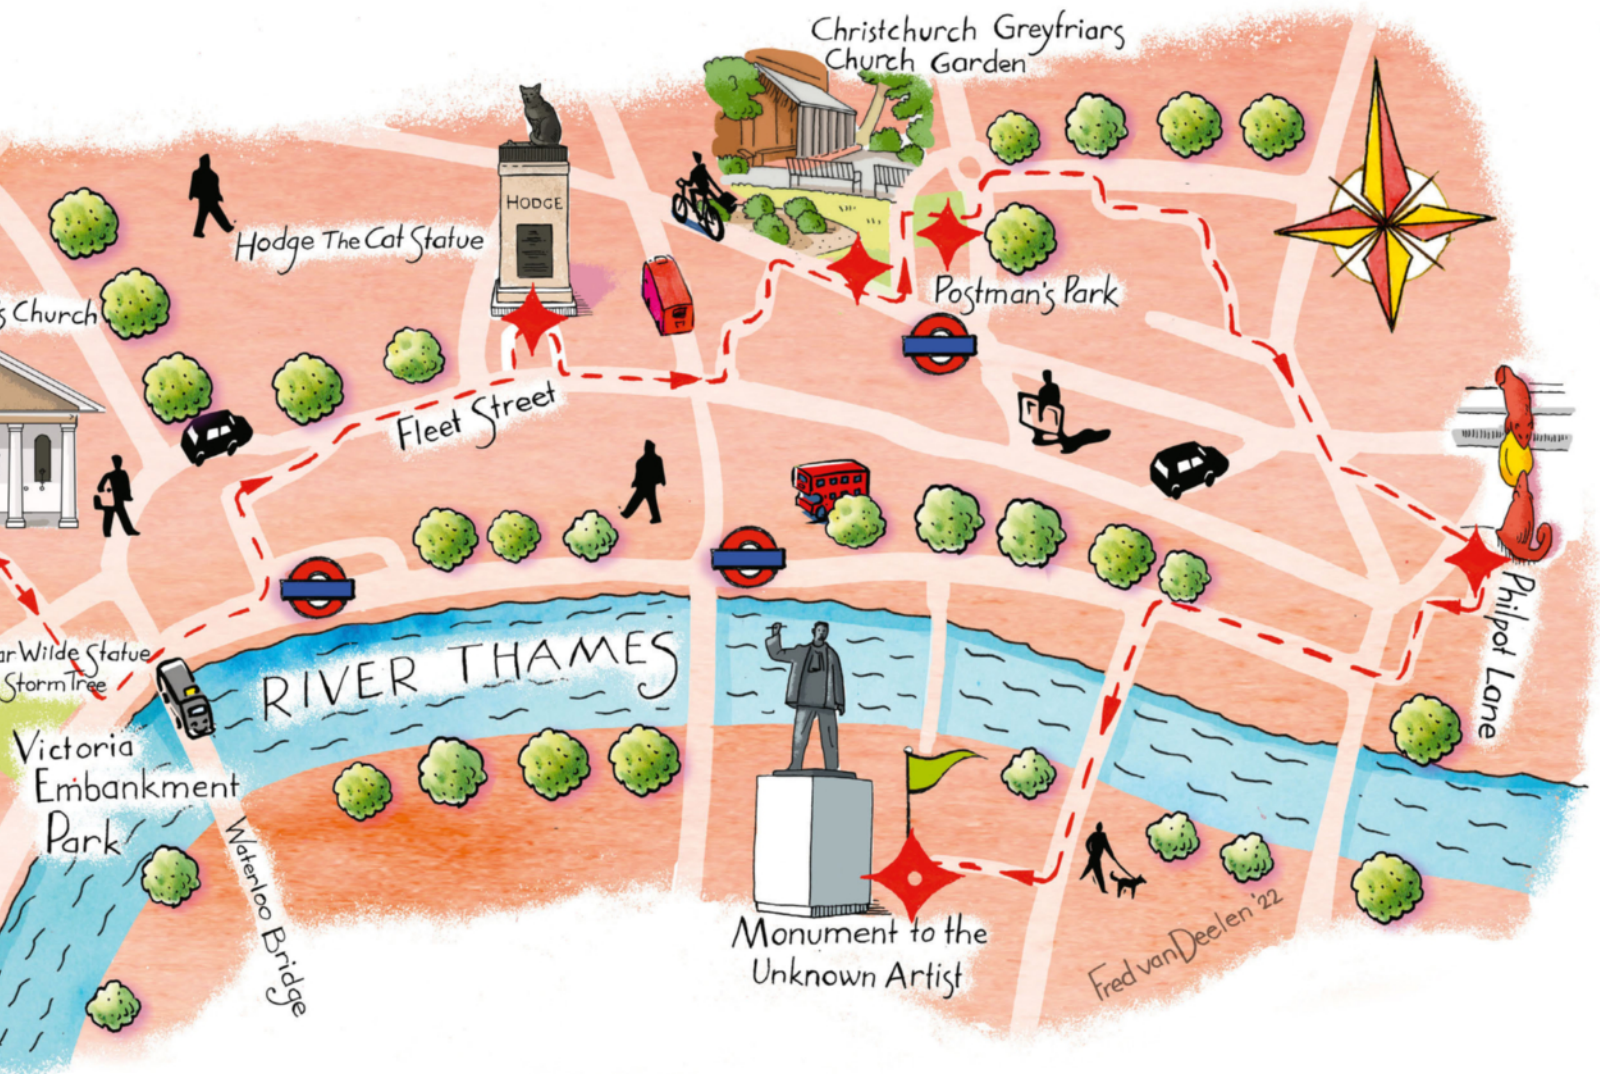 Christchurch Greyfriars
Church Garden
HODGE
Hodge The Cat Statue
Postman's Park
Church
Fleet Street
Philpot Lane
Wilde Statue
Storm Tree
RIVER THAMES
Victoria
Embankment
Park
Waterloo Bridge
Monument to the
Unknown Artist
Fred van Deelen '22